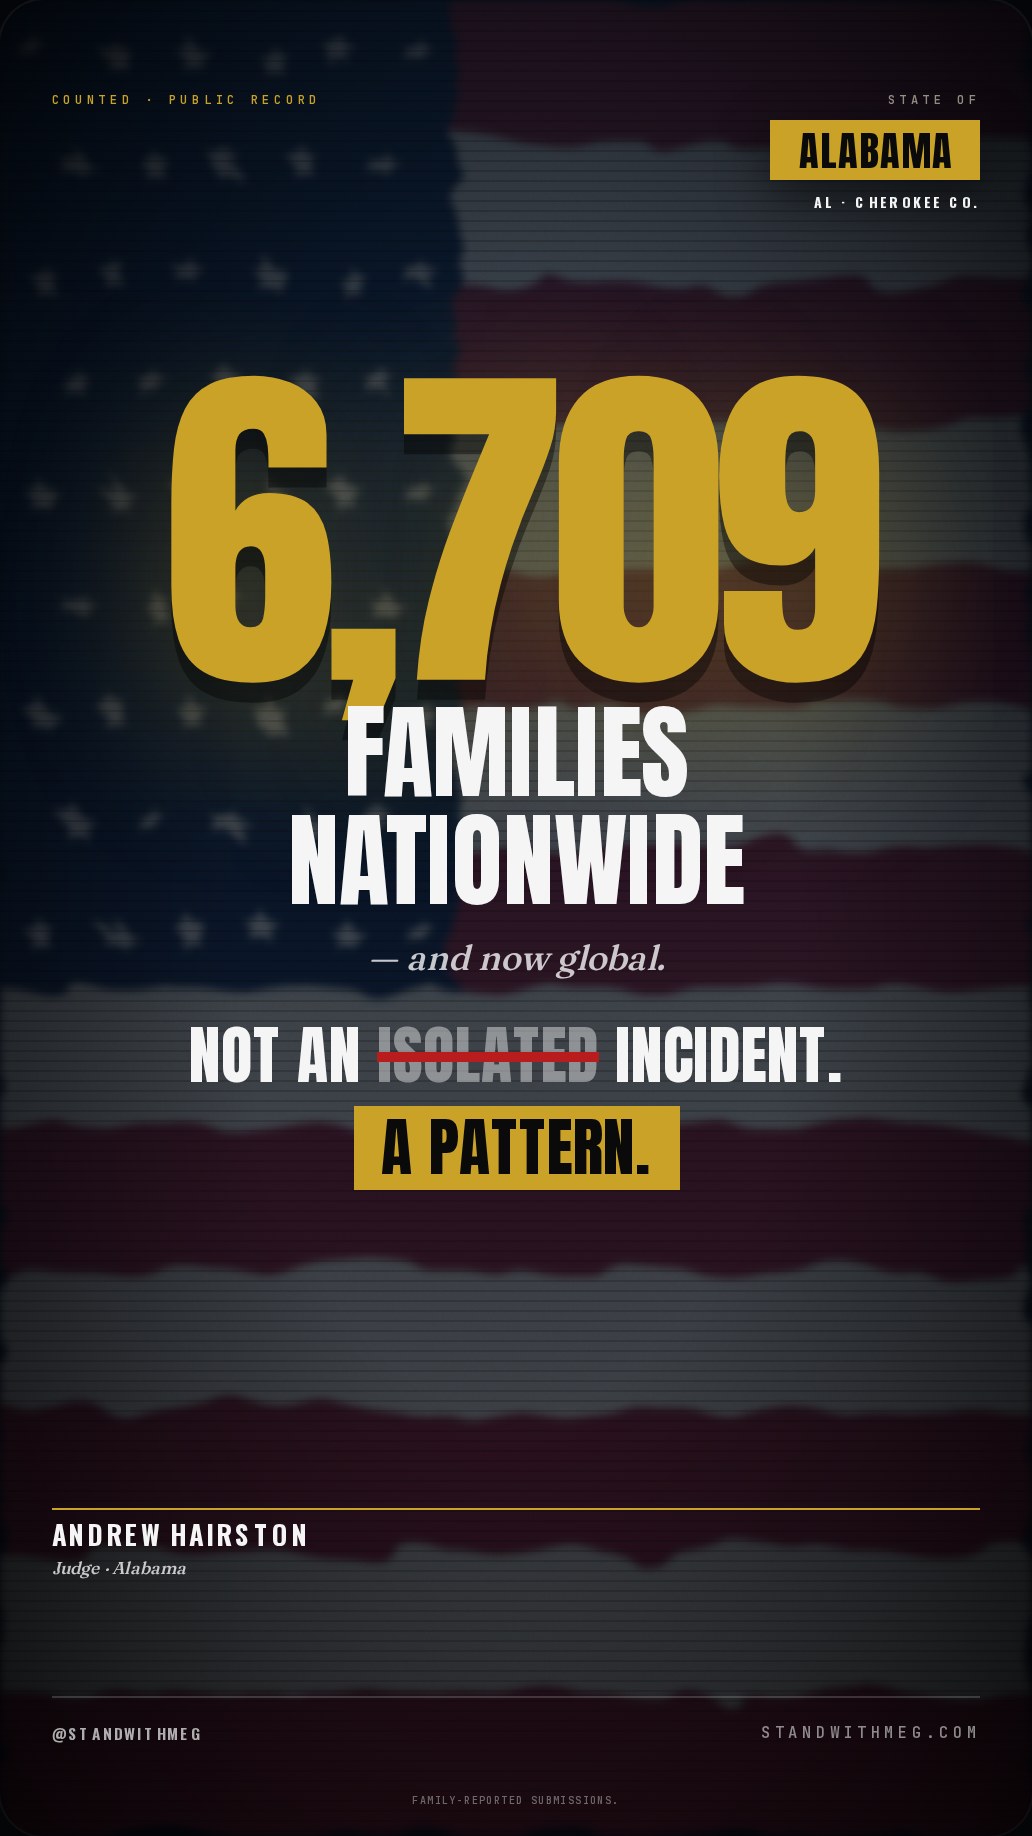 COUNTED · PUBLIC RECORD
STATE OF
ALABAMA
AL · CHEROKEE CO.
6,709
FAMILIES
NATIONWIDE
— and now global.
NOT AN ISOLATED INCIDENT.
A PATTERN.
ANDREW HAIRSTON
Judge · Alabama
@STANDWITHMEG
STANDWITHMEG.COM
FAMILY-REPORTED SUBMISSIONS.